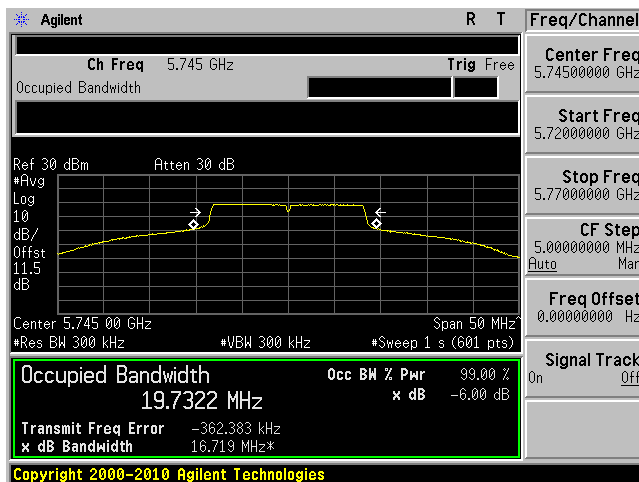 Agilent R T
Freq/Channel
Ch Freq 5.745 GHz Trig Free
Occupied Bandwidth
Center Freq
5.74500000 GHz
Start Freq
5.72000000 GHz
Stop Freq
5.77000000 GHz
CF Step
5.00000000 MHz
Auto Man
Freq Offset
0.00000000 Hz
Signal Track
On Off
Ref 30 dBm Atten 30 dB
#Avg
Log
10
dB/
Offst
11.5
dB
Center 5.745 00 GHz Span 50 MHz^
#Res BW 300 kHz #VBW 300 kHz #Sweep 1 s (601 pts)
Occupied Bandwidth Occ BW % Pwr 99.00 %
19.7322 MHz x dB -6.00 dB
Transmit Freq Error -362.383 kHz
x dB Bandwidth 16.719 MHz*
Copyright 2000-2010 Agilent Technologies